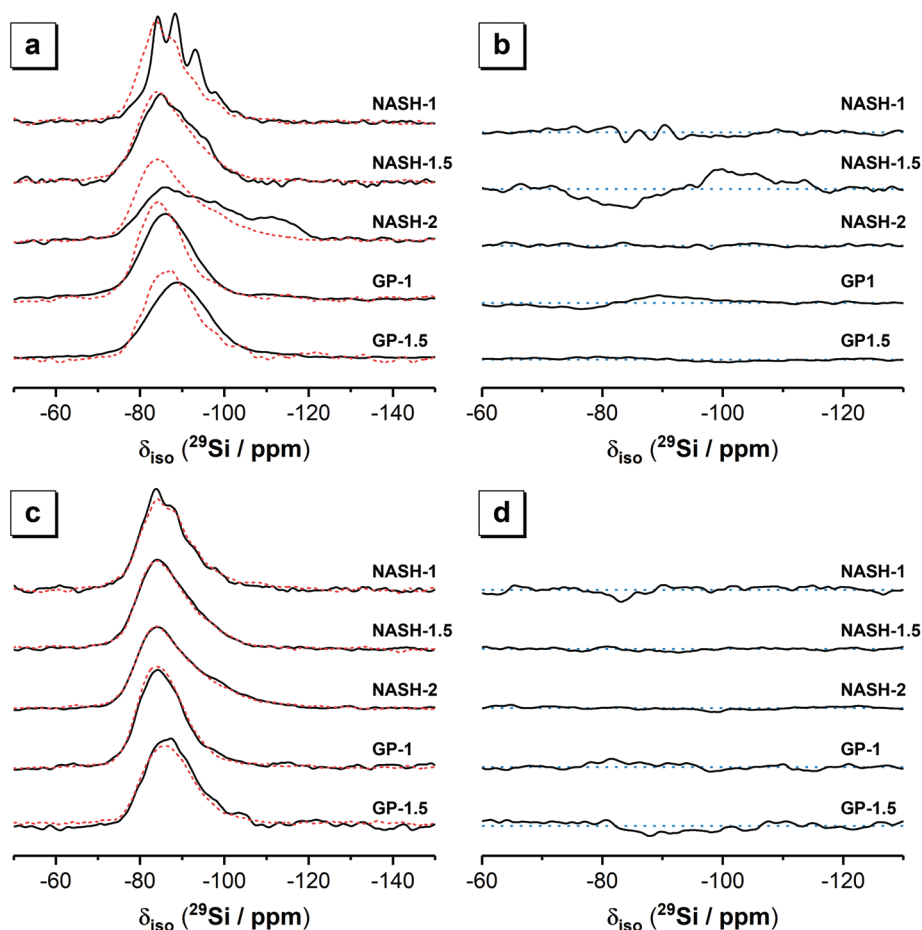 a
NASH-1
NASH-1.5
NASH-2
GP-1
GP-1.5
-60 -80 -100 -120 -140
δiso (²⁹Si / ppm)
b
NASH-1
NASH-1.5
NASH-2
GP1
GP1.5
-60 -80 -100 -120
δiso (²⁹Si / ppm)
c
NASH-1
NASH-1.5
NASH-2
GP-1
GP-1.5
-60 -80 -100 -120 -140
δiso (²⁹Si / ppm)
d
NASH-1
NASH-1.5
NASH-2
GP-1
GP-1.5
-60 -80 -100 -120
δiso (²⁹Si / ppm)